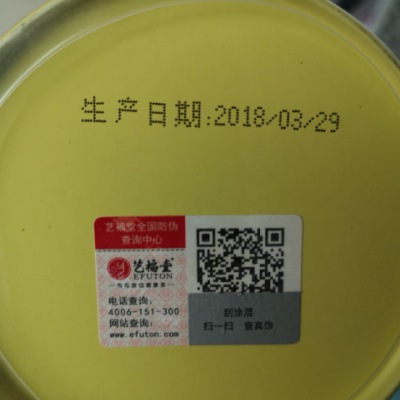 生产日期:2018/03/29
艺福堂全国防伪
查询中心
艺福堂
EFUTON
电话查询:
4006-151-300
网站查询:
www.efuton.com
刮涂层
扫一扫 查真伪